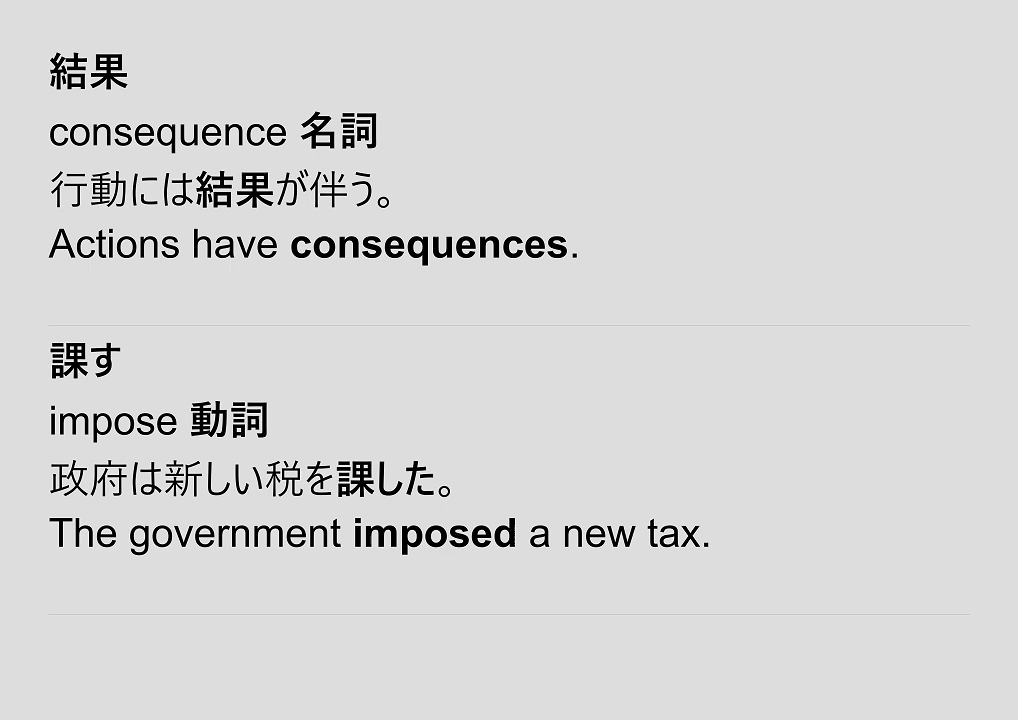 結果
consequence 名詞
行動には結果が伴う。
Actions have consequences.
課す
impose 動詞
政府は新しい税を課した。
The government imposed a new tax.